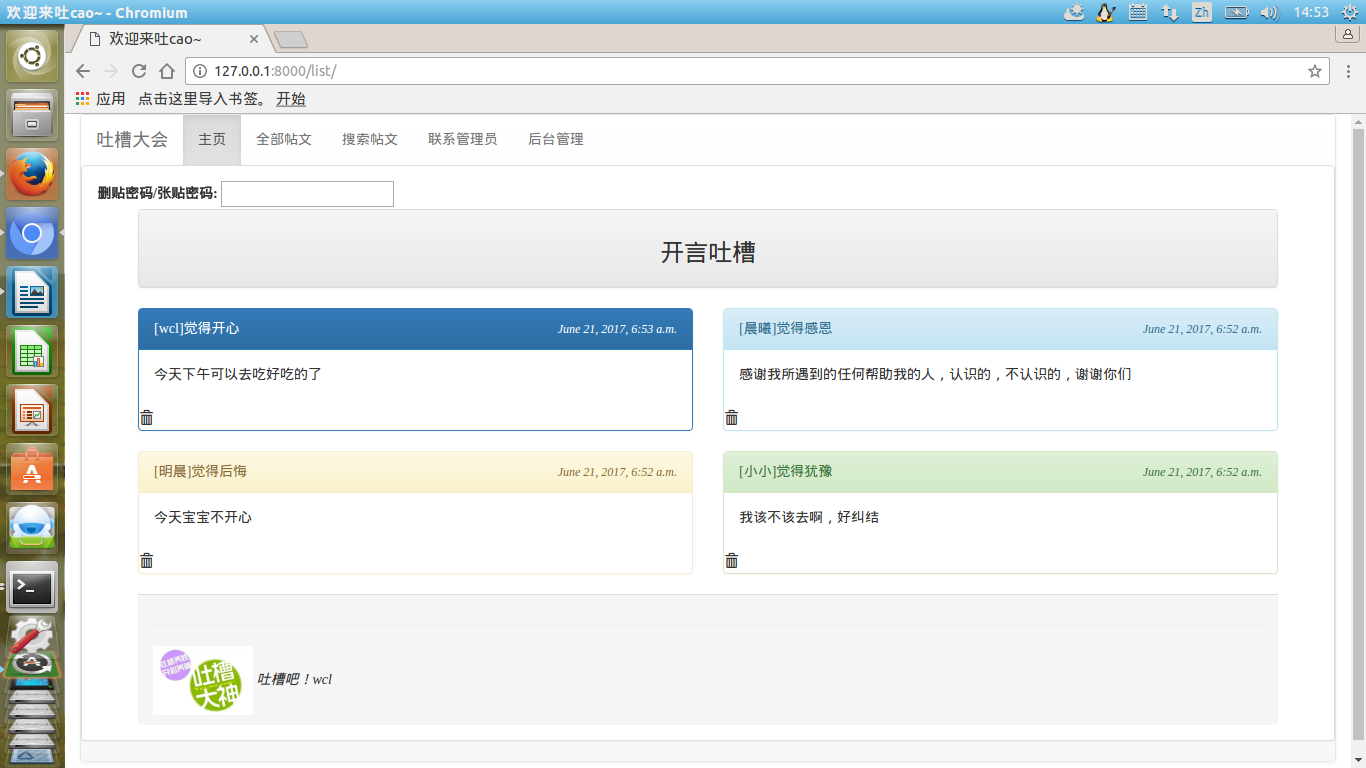 欢迎来吐cao~ - Chromium
Zh
14:53
欢迎来吐cao~
127.0.0.1:8000/list/
应用 点击这里导入书签。 开始
吐槽大会 主页 全部帖文 搜索帖文 联系管理员 后台管理
删贴密码/张贴密码:
开言吐槽
[wcl]觉得开心 June 21, 2017, 6:53 a.m.
今天下午可以去吃好吃的了
[晨曦]觉得感恩 June 21, 2017, 6:52 a.m.
感谢我所遇到的任何帮助我的人，认识的，不认识的，谢谢你们
[明晨]觉得后悔 June 21, 2017, 6:52 a.m.
今天宝宝不开心
[小小]觉得犹豫 June 21, 2017, 6:52 a.m.
我该不该去啊，好纠结
吐槽
大神
吐槽吧！wcl